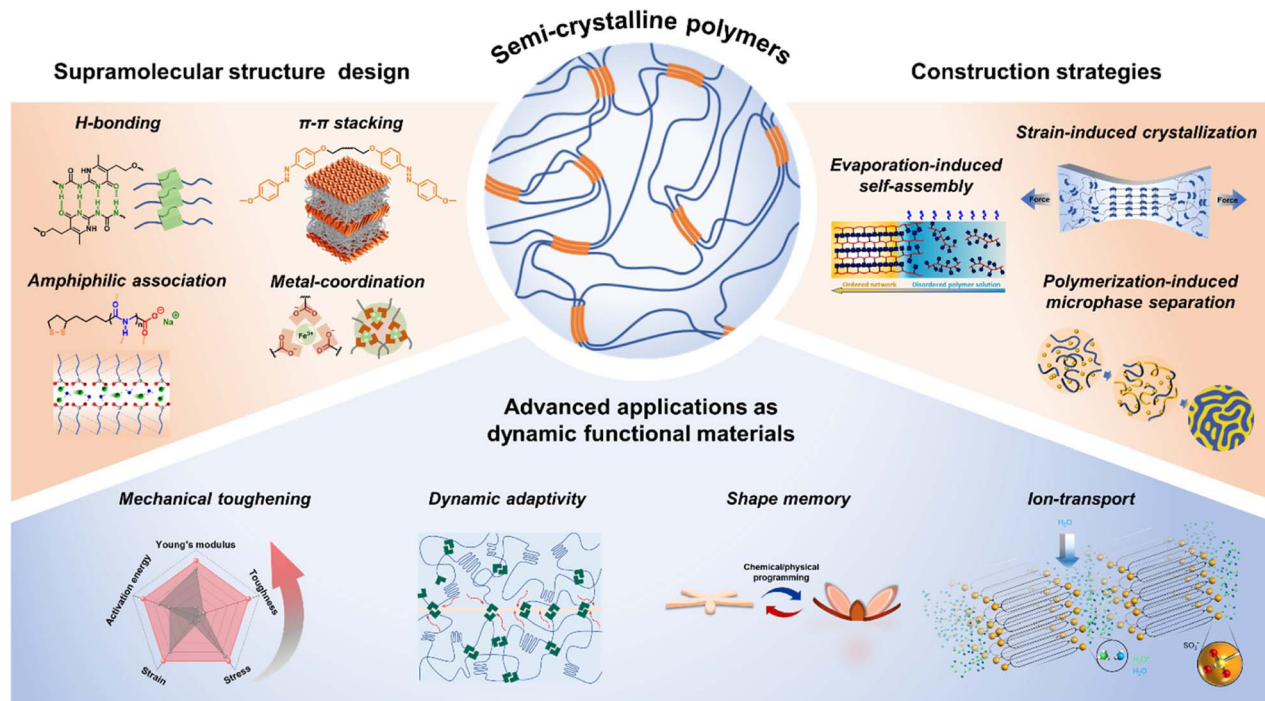 Semi-crystalline polymers
Supramolecular structure design
H-bonding
π-π stacking
Amphiphilic association
Metal-coordination
Fe³⁺
Na
Construction strategies
Strain-induced crystallization
Force
Force
Evaporation-induced
self-assembly
Ordered network
Disordered polymer solution
Polymerization-induced
microphase separation
Advanced applications as
dynamic functional materials
Mechanical toughening
Young's modulus
Toughness
Stress
Strain
Activation energy
Dynamic adaptivity
Shape memory
Chemical/physical
programming
Ion-transport
H₂O
SO₃⁻
H₃O⁺
H₂O